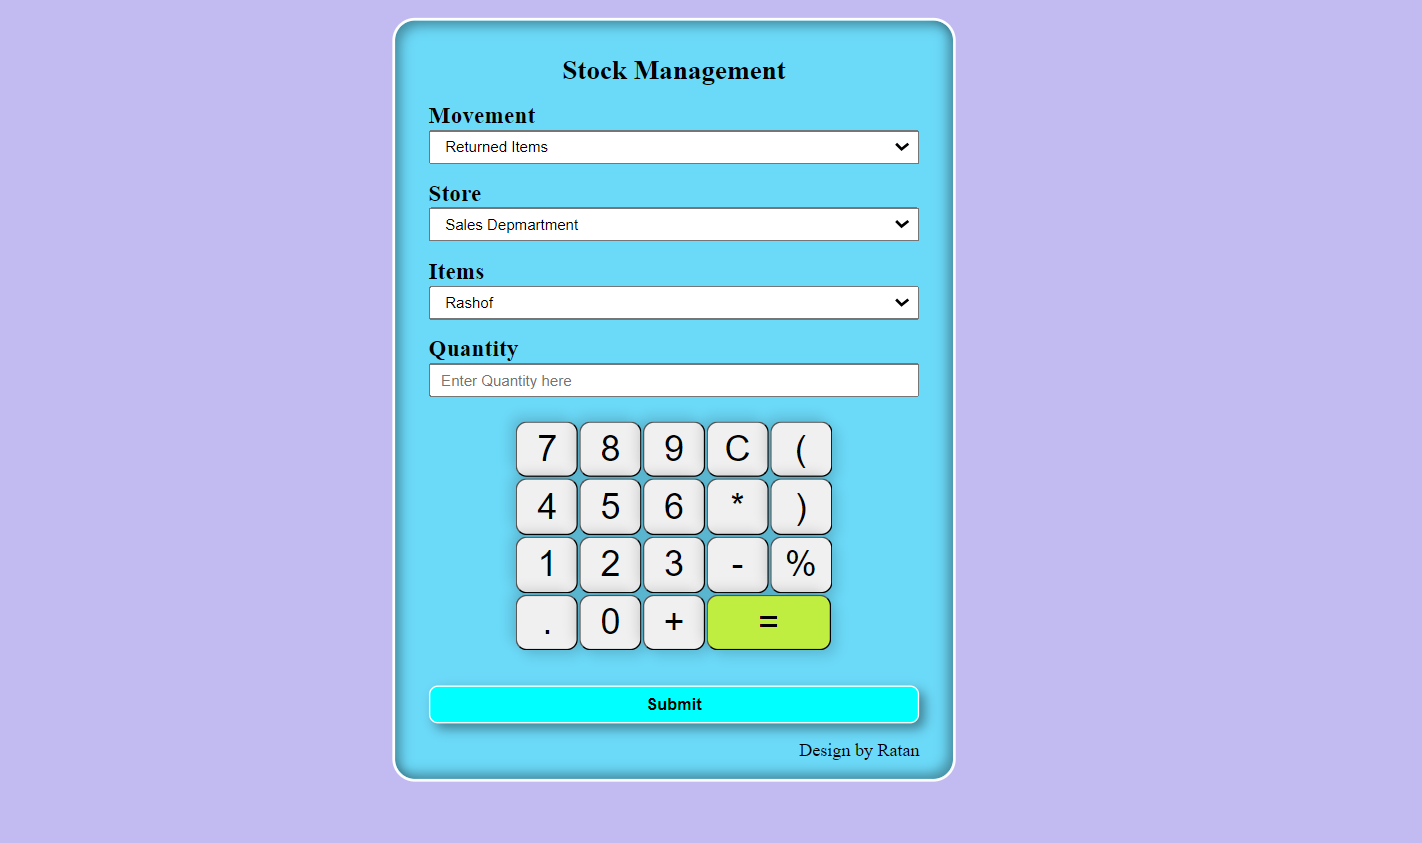 Stock Management
Movement
Returned Items
Store
Sales Depmartment
Items
Rashof
Quantity
Enter Quantity here
7 8 9 C (
4 5 6 * )
1 2 3 - %
. 0 + =
Submit
Design by Ratan